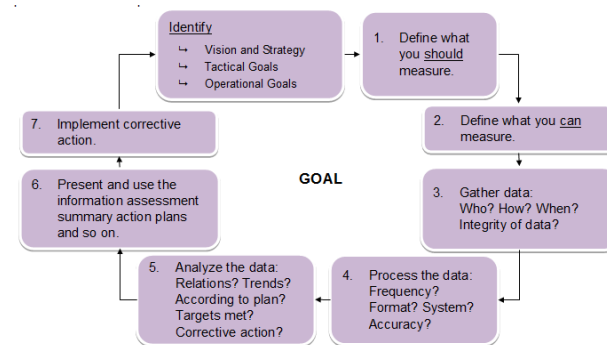 Identify
↳ Vision and Strategy
↳ Tactical Goals
↳ Operational Goals
1. Define what
you should
measure.
2. Define what you can
measure.
3. Gather data:
Who? How? When?
Integrity of data?
4. Process the data:
Frequency?
Format? System?
Accuracy?
5. Analyze the data:
Relations? Trends?
According to plan?
Targets met?
Corrective action?
6. Present and use the
information assessment
summary action plans
and so on.
7. Implement corrective
action.
GOAL